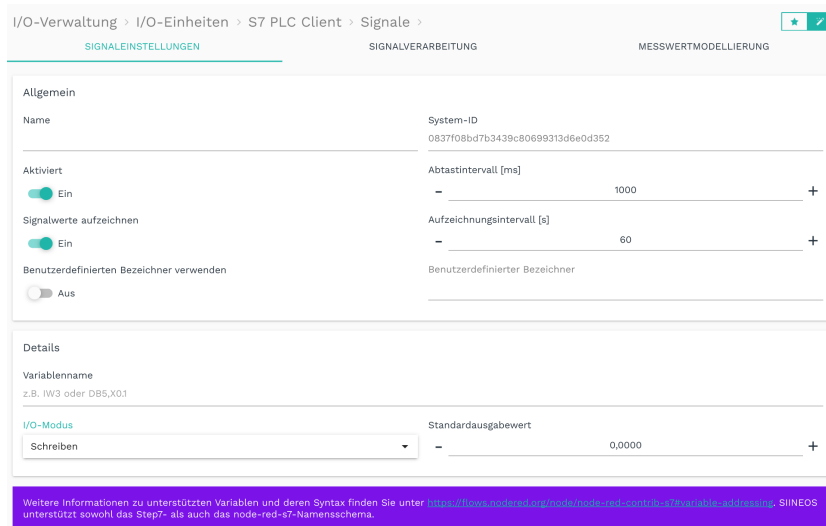 I/O-Verwaltung > I/O-Einheiten > S7 PLC Client > Signale >
SIGNALEINSTELLUNGEN SIGNALVERARBEITUNG MESSWERTMODELLIERUNG
Allgemein
Name System-ID
0837f08bd7b3439c80699313d6e0d352
Aktiviert Abtastintervall [ms]
Ein - 1000 +
Signalwerte aufzeichnen Aufzeichnungsintervall [s]
Ein - 60 +
Benutzerdefinierten Bezeichner verwenden Benutzerdefinierter Bezeichner
Aus
Details
Variablenname
z.B. IW3 oder DB5,X0.1
I/O-Modus Standardausgabewert
Schreiben - 0,0000 +
Weitere Informationen zu unterstützten Variablen und deren Syntax finden Sie unter https://flows.nodered.org/node/node-red-contrib-s7#variable-addressing. SIINEOS
unterstützt sowohl das Step7- als auch das node-red-s7-Namensschema.